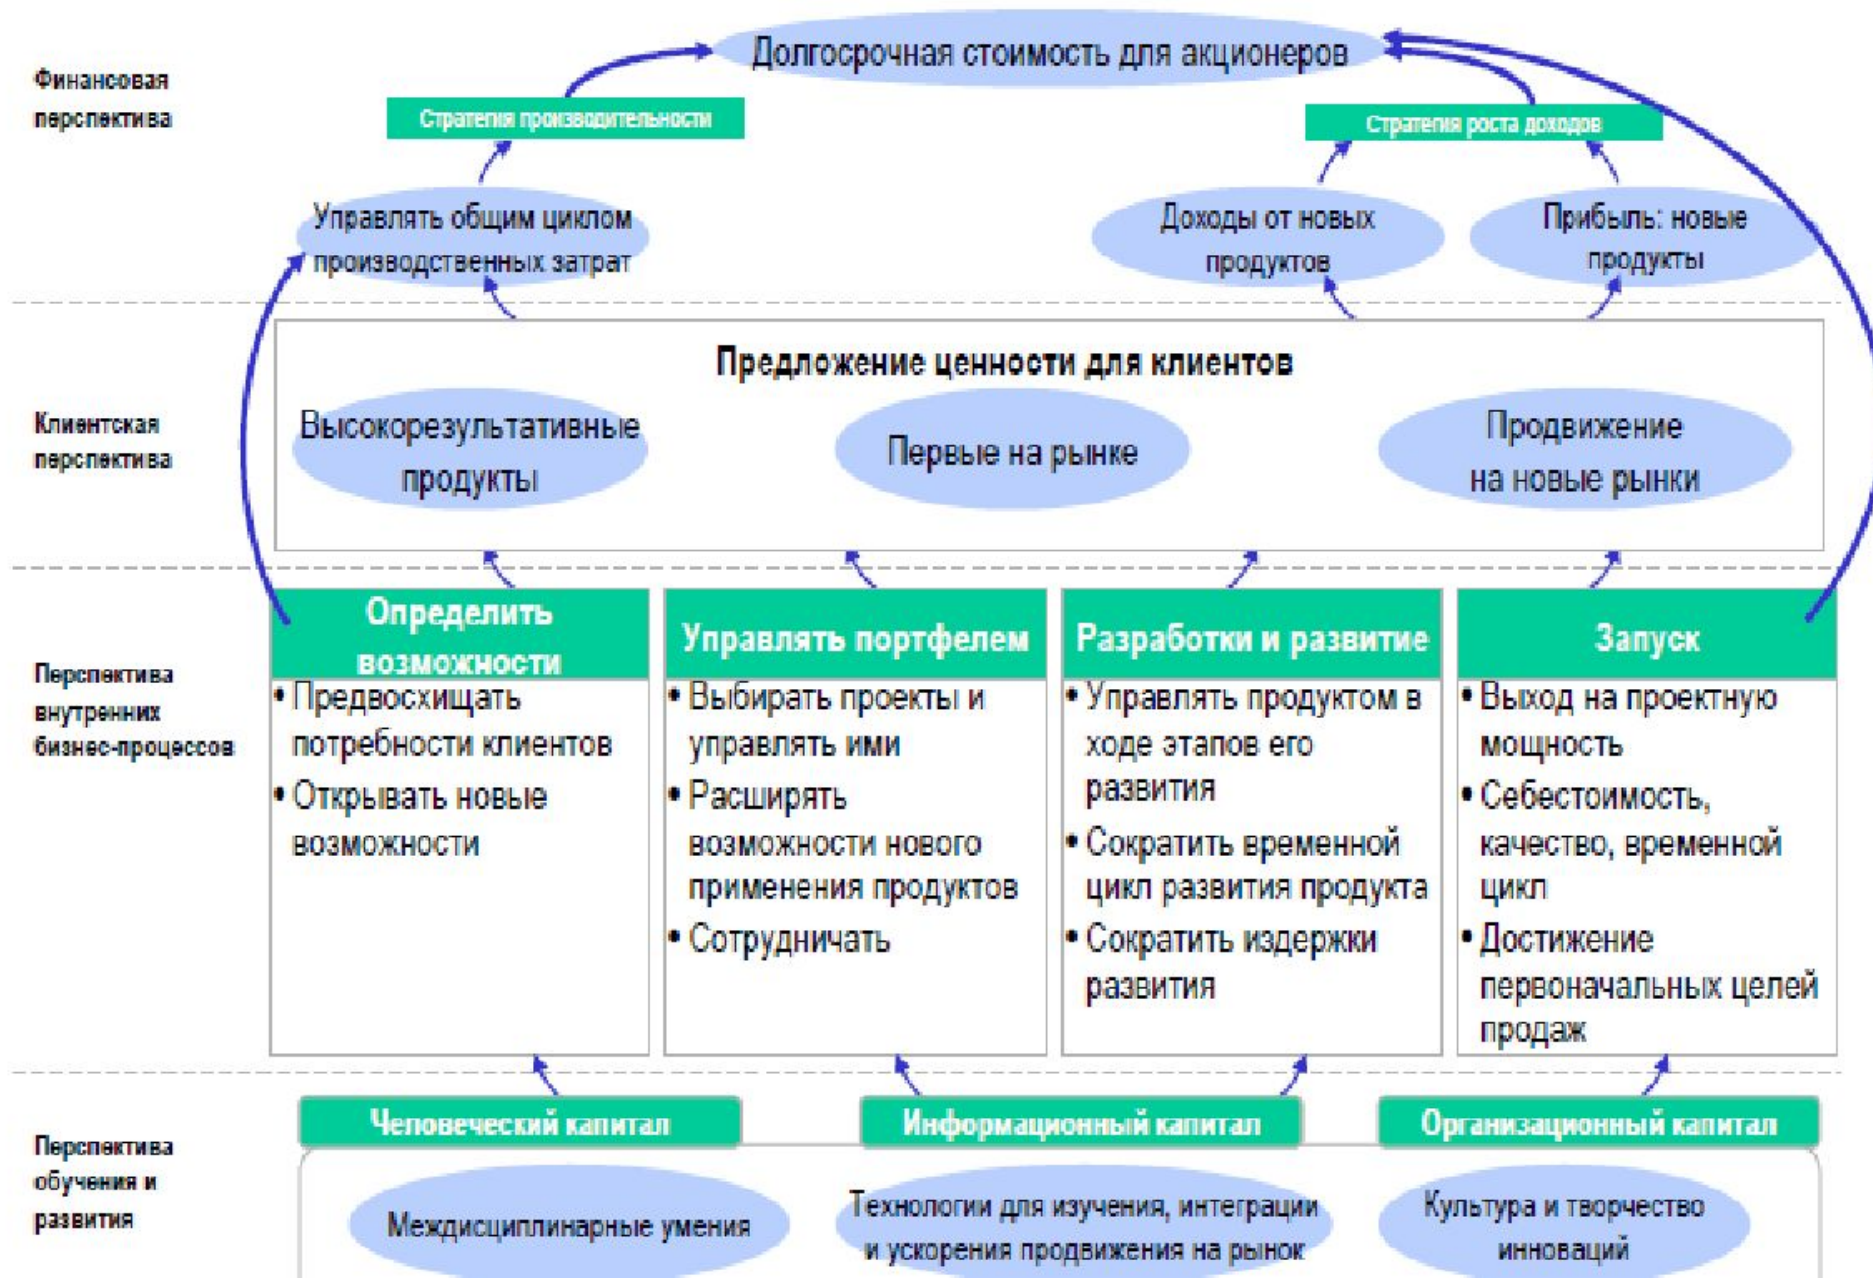 Долгосрочная стоимость для акционеров
Финансовая
перспектива
Стратегия производительности
Стратегия роста доходов
Управлять общим циклом
производственных затрат
Доходы от новых
продуктов
Прибыль: новые
продукты
Предложение ценности для клиентов
Клиентская
перспектива
Высокорезультативные
продукты
Первые на рынке
Продвижение
на новые рынки
Перспектива
внутренних
бизнес-процессов
Определить
возможности
• Предвосхищать
потребности клиентов
• Открывать новые
возможности
Управлять портфелем
• Выбирать проекты и
управлять ими
• Расширять
возможности нового
применения продуктов
• Сотрудничать
Разработки и развитие
• Управлять продуктом в
ходе этапов его
развития
• Сократить временной
цикл развития продукта
• Сократить издержки
развития
Запуск
• Выход на проектную
мощность
• Себестоимость,
качество, временной
цикл
• Достижение
первоначальных целей
продаж
Перспектива
обучения и
развития
Человеческий капитал
Информационный капитал
Организационный капитал
Междисциплинарные умения
Технологии для изучения, интеграции
и ускорения продвижения на рынок
Культура и творчество
инноваций